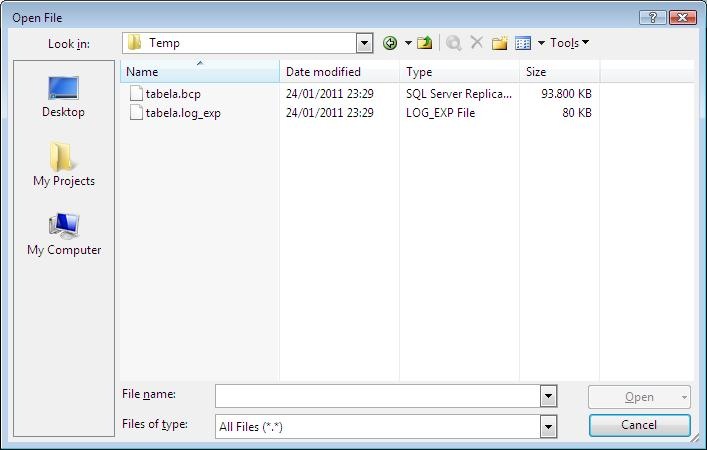 Open File
Look in: Temp Tools
Name Date modified Type Size
tabela.bcp 24/01/2011 23:29 SQL Server Replica... 93.800 KB
tabela.log_exp 24/01/2011 23:29 LOG_EXP File 80 KB
Desktop
My Projects
My Computer
File name: Open
Files of type: All Files (*.*) Cancel